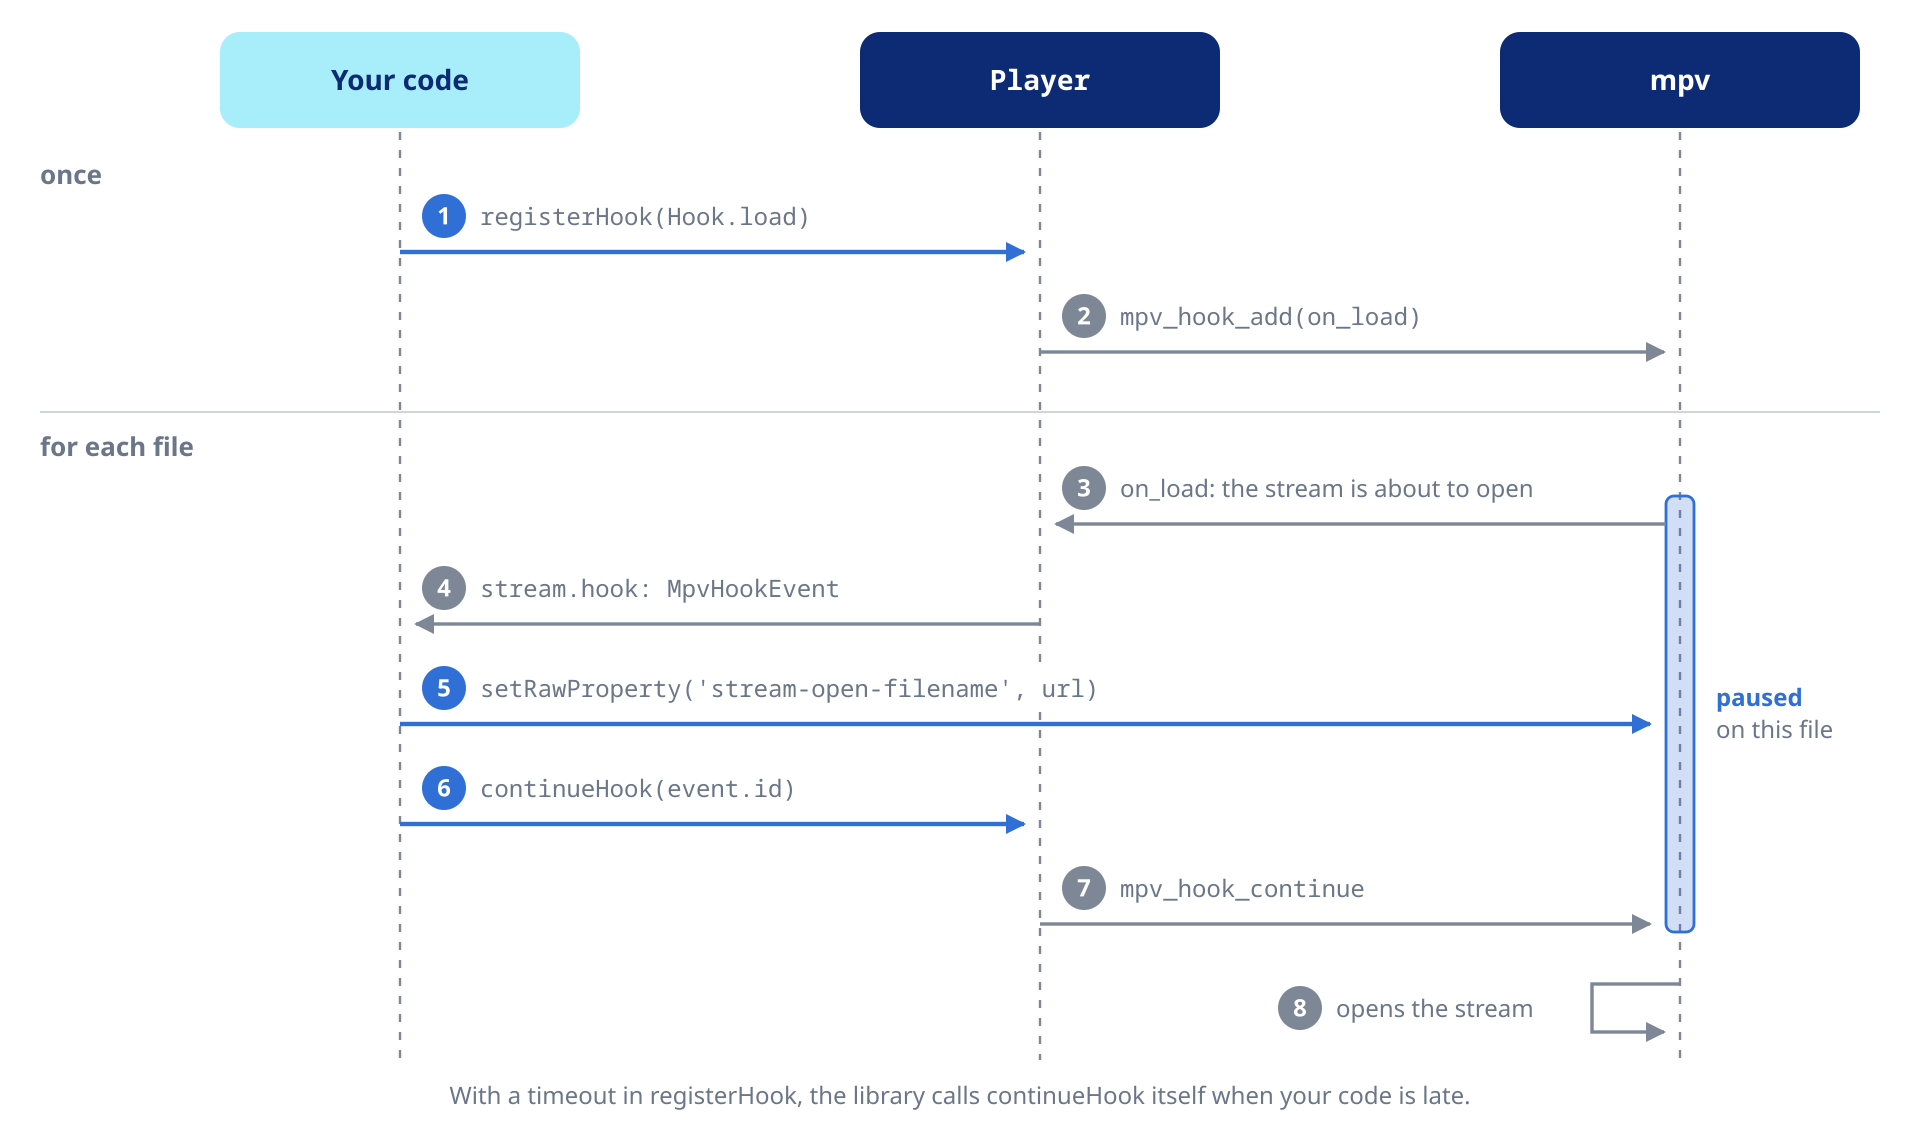 Your code
Player
mpv
once
1 registerHook(Hook.load)
2 mpv_hook_add(on_load)
for each file
3 on_load: the stream is about to open
4 stream.hook: MpvHookEvent
5 setRawProperty('stream-open-filename', url)
paused
on this file
6 continueHook(event.id)
7 mpv_hook_continue
8 opens the stream
With a timeout in registerHook, the library calls continueHook itself when your code is late.